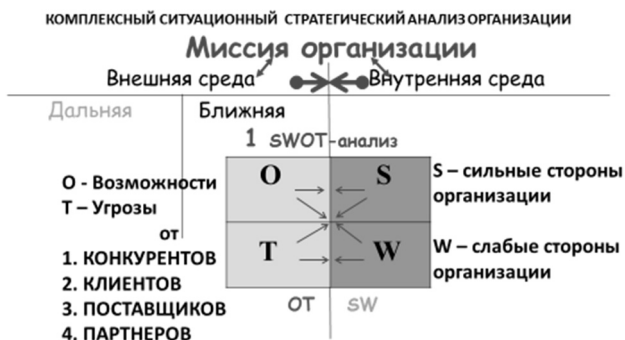 КОМПЛЕКСНЫЙ СИТУАЦИОННЫЙ СТРАТЕГИЧЕСКИЙ АНАЛИЗ ОРГАНИЗАЦИИ
Миссия организации
Внешняя среда
Внутренняя среда
Дальняя
Ближняя
1 SWOT-анализ
О - Возможности
Т – Угрозы
от
1. КОНКУРЕНТОВ
2. КЛИЕНТОВ
3. ПОСТАВЩИКОВ
4. ПАРТНЕРОВ
O
S
T
W
S – сильные стороны
организации
W – слабые стороны
организации
OT
SW